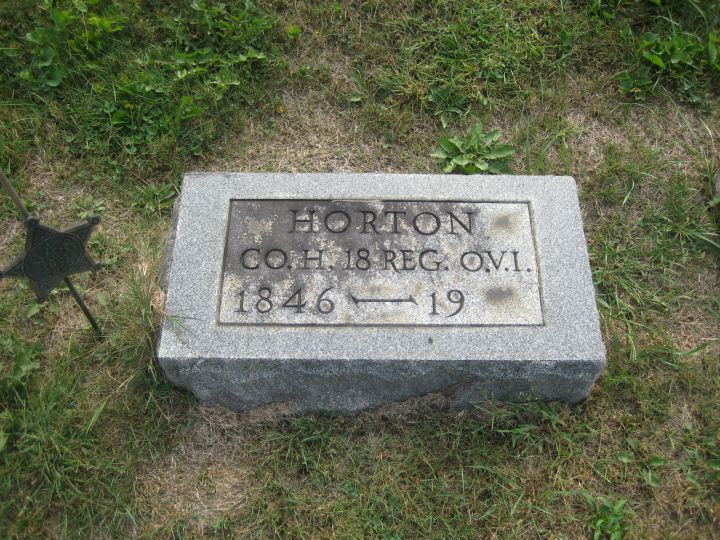 HORTON
CO. H. 18 REG. O.V.I.
1846 — 19